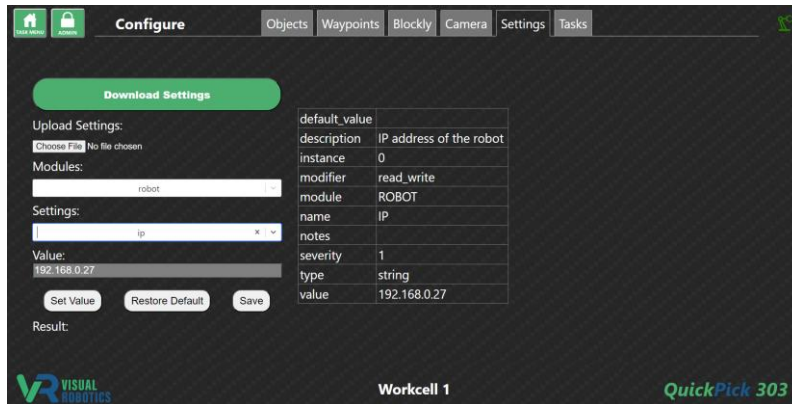 TASK MENU ADMIN Configure Objects Waypoints Blockly Camera Settings Tasks
Download Settings
Upload Settings:
Choose File No file chosen
Modules:
robot
Settings:
ip
Value:
192.168.0.27
Set Value Restore Default Save
Result:
default_value
description IP address of the robot
instance 0
modifier read_write
module ROBOT
name IP
notes
severity 1
type string
value 192.168.0.27
VR VISUAL
ROBOTICS
Workcell 1
QuickPick 303